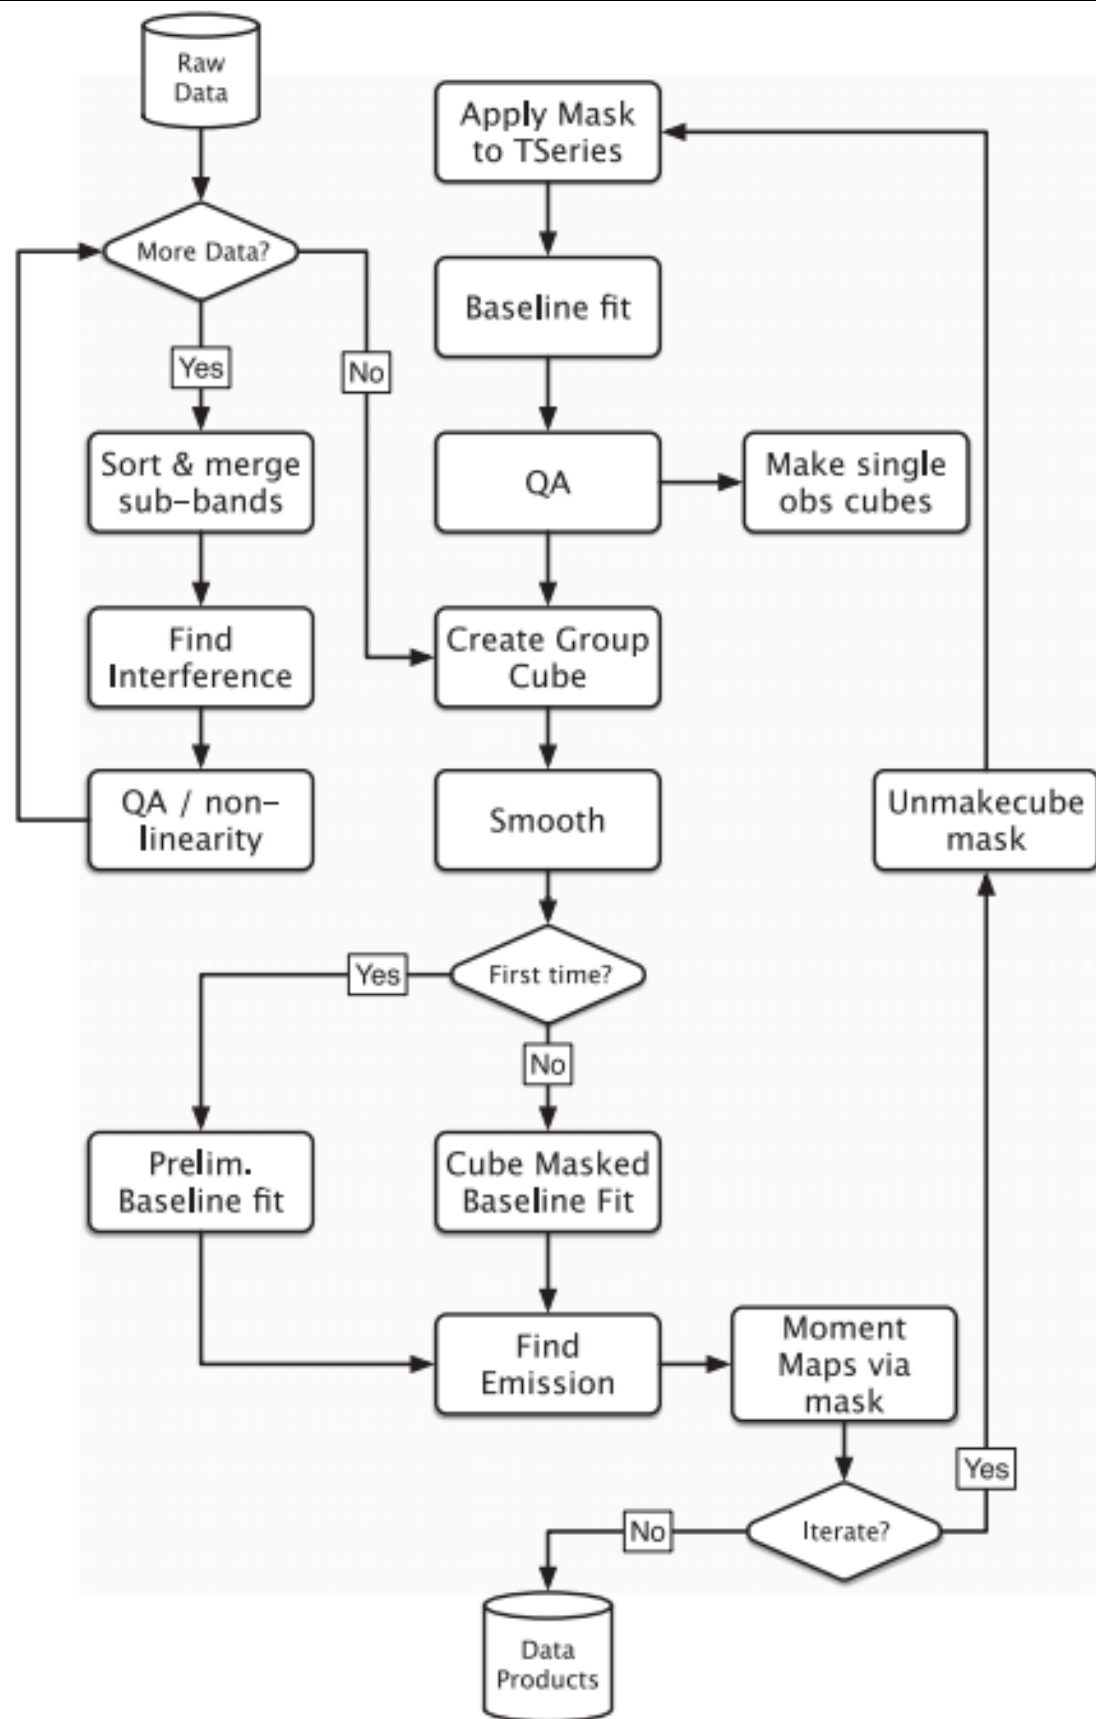 Raw
Data
Apply Mask
to TSeries
More Data?
Baseline fit
Yes
No
Sort & merge
sub-bands
QA
Make single
obs cubes
Find
Interference
Create Group
Cube
QA / non-
linearity
Smooth
Unmakecube
mask
Yes
First time?
No
Prelim.
Baseline fit
Cube Masked
Baseline Fit
Find
Emission
Moment
Maps via
mask
Yes
No
Iterate?
Data
Products